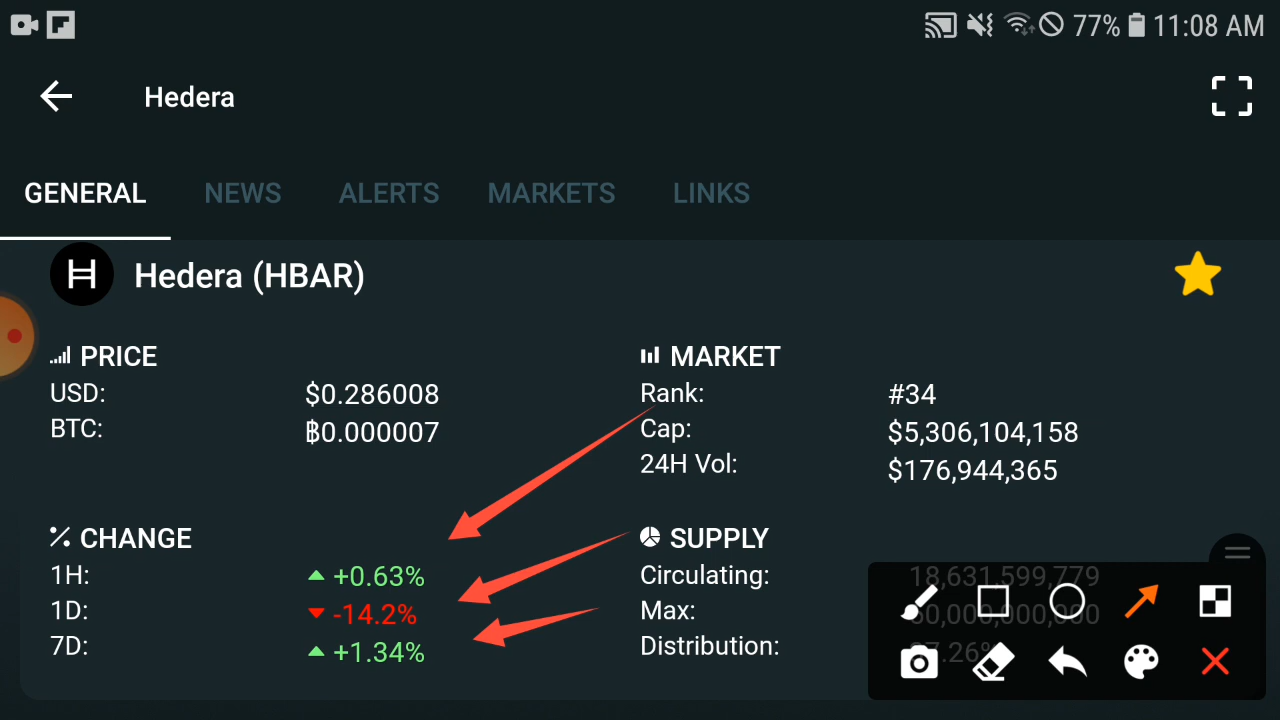 77% 11:08 AM
Hedera
GENERAL NEWS ALERTS MARKETS LINKS
Hedera (HBAR)
PRICE
USD: $0.286008
BTC: ฿0.000007
MARKET
Rank: #34
Cap: $5,306,104,158
24H Vol: $176,944,365
CHANGE
1H: +0.63%
1D: -14.2%
7D: +1.34%
SUPPLY
Circulating: 18,631,599,779
Max:
Distribution: